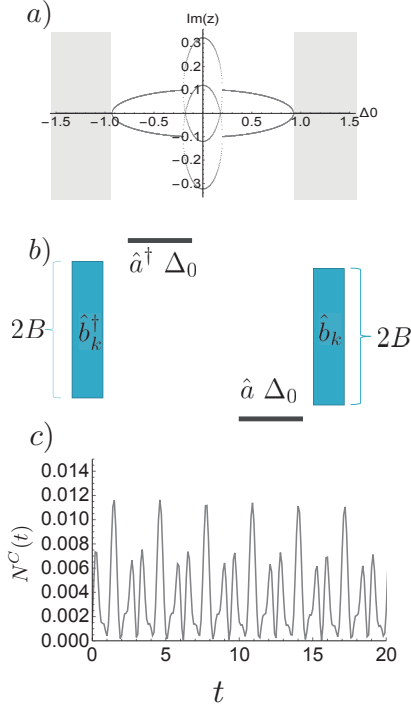 a)
Im(z)
0.3
0.2
0.1
-1.5 -1.0 -0.5 0.5 1.0 1.5 Δ0
-0.1
-0.2
-0.3
b)
â† Δ₀
2B b̂ₖ† b̂ₖ 2B
â Δ₀
c)
0.014
0.012
0.010
0.008
0.006
0.004
0.002
0.000
N^C(t)
0 5 10 15 20
t